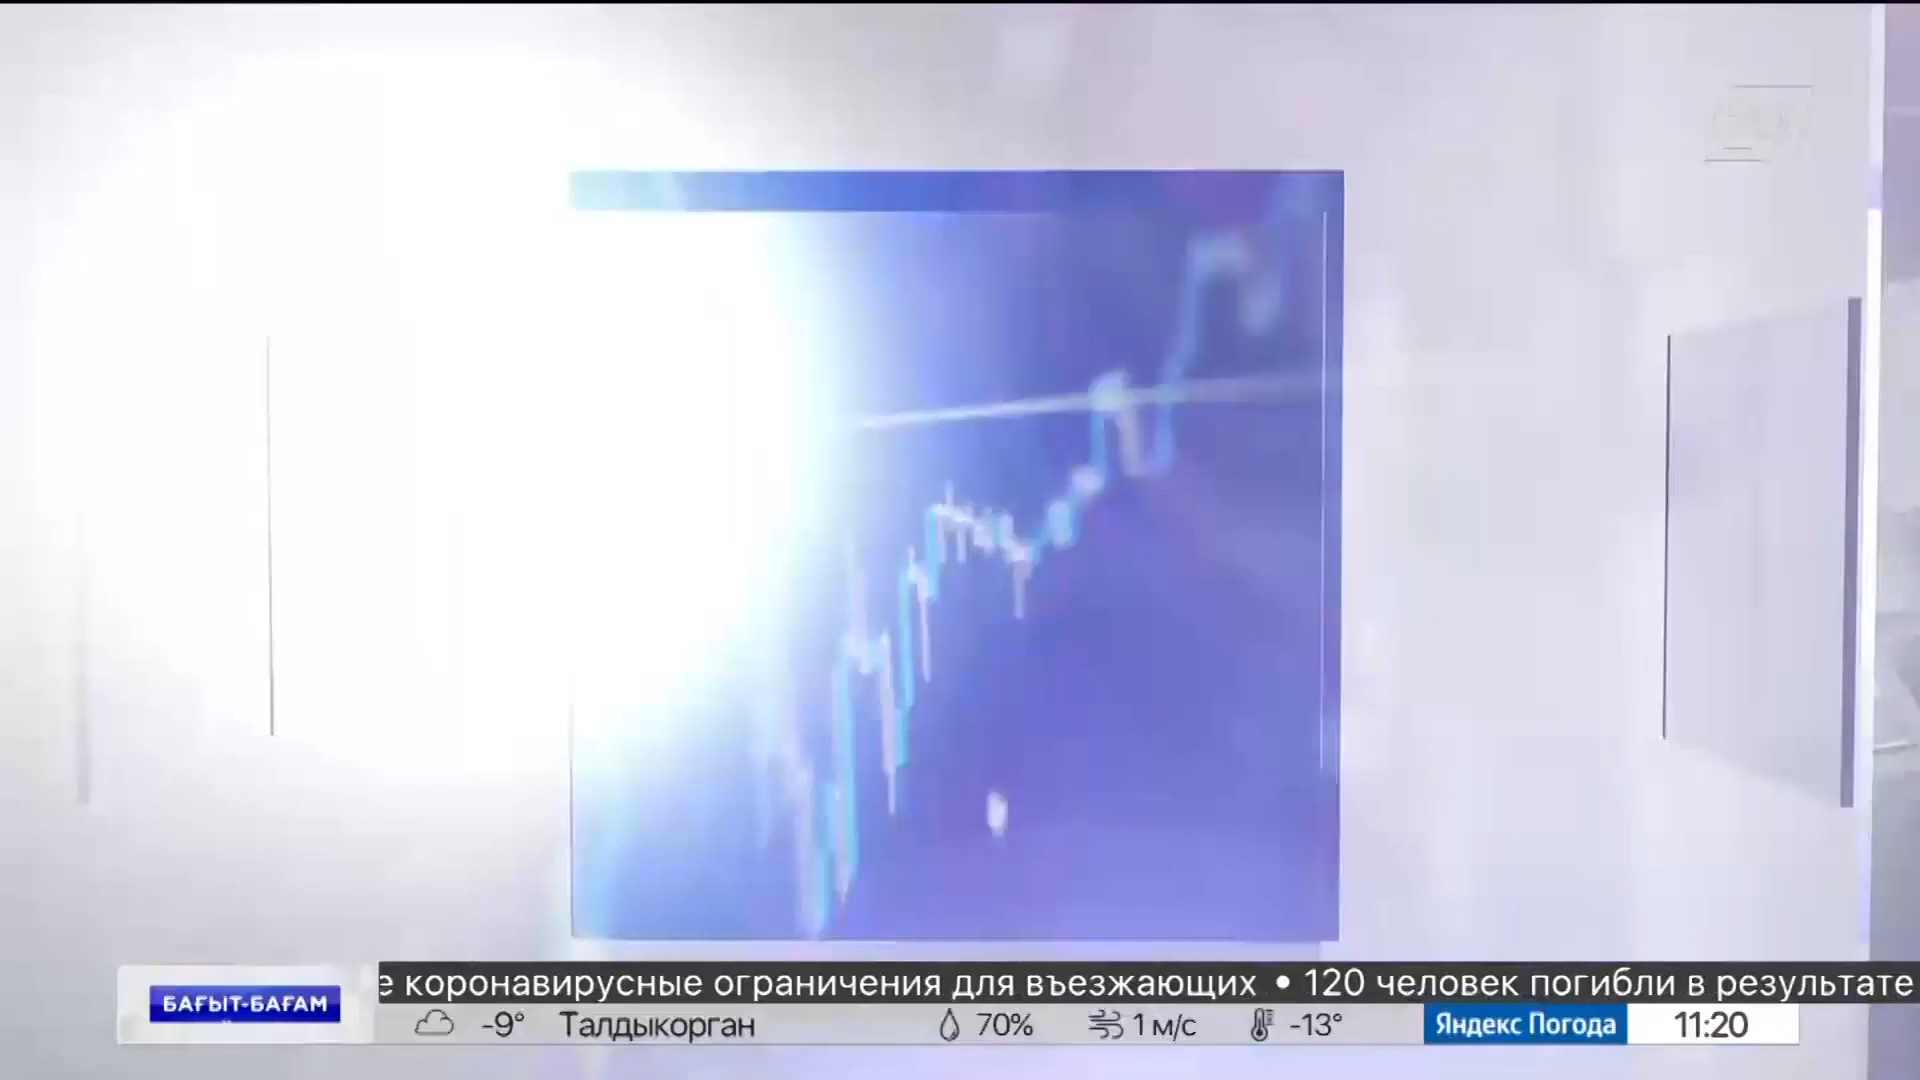 е коронавирусные ограничения для въезжающих • 120 человек погибли в результате
БАҒЫТ-БАҒАМ
-9° Талдыкорган 70% 1 м/с -13° Яндекс Погода 11:20